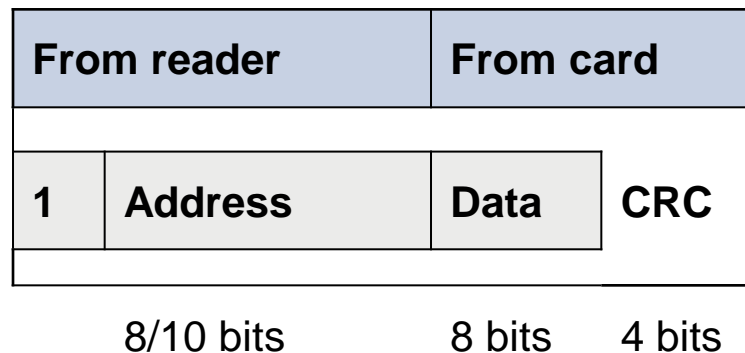 From reader From card
1 Address Data CRC
8/10 bits 8 bits 4 bits